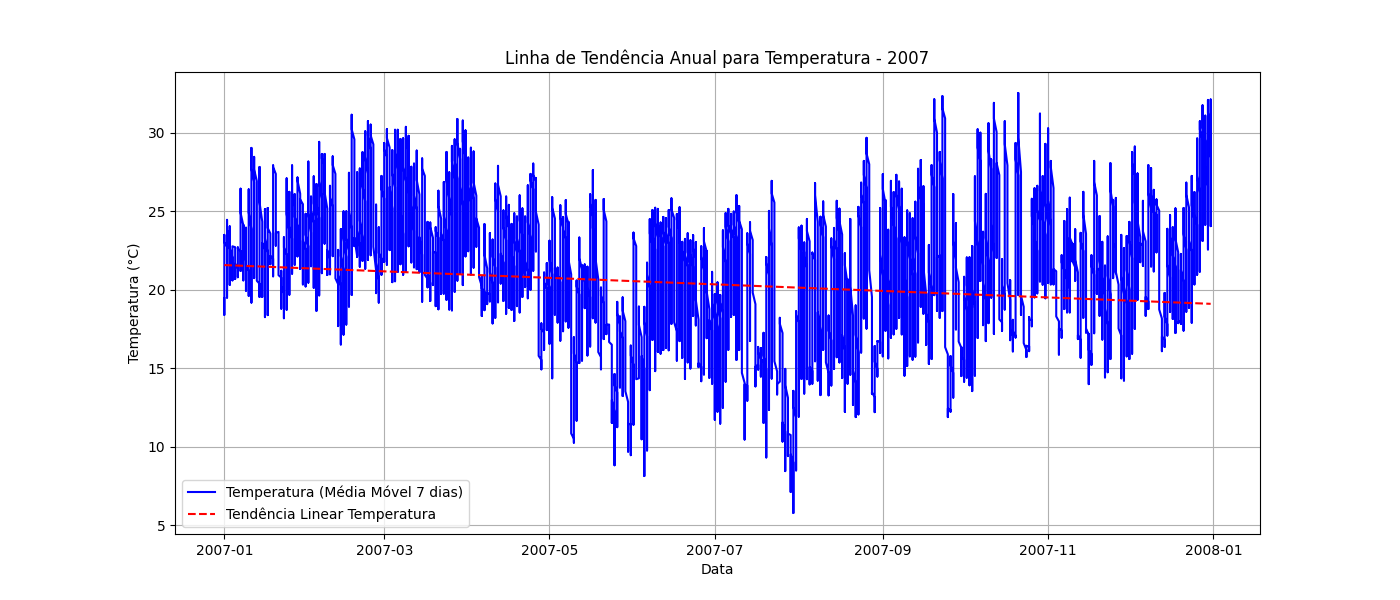 Linha de Tendência Anual para Temperatura - 2007
Temperatura (°C)
30
25
20
15
10
5
Temperatura (Média Móvel 7 dias)
Tendência Linear Temperatura
2007-01 2007-03 2007-05 2007-07 2007-09 2007-11 2008-01
Data